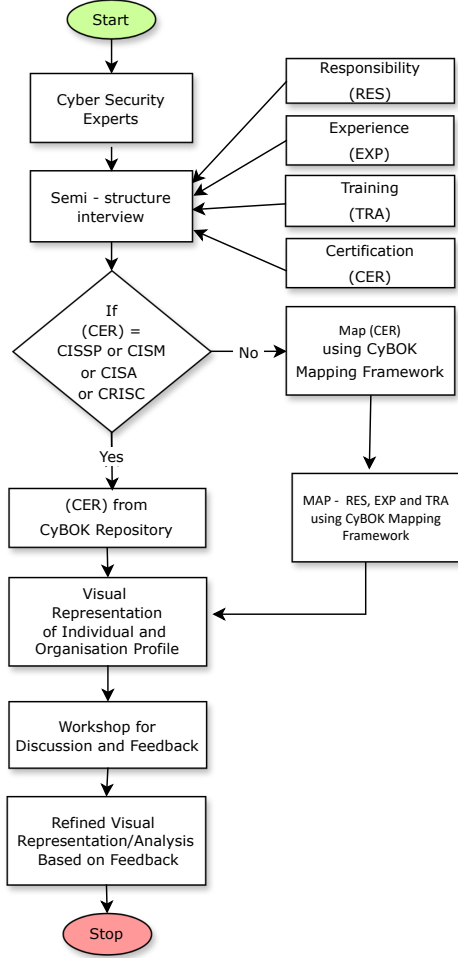 Start
Cyber Security
Experts
Responsibility
(RES)
Experience
(EXP)
Semi - structure
interview
Training
(TRA)
Certification
(CER)
If
(CER) =
CISSP or CISM
or CISA
or CRISC
No
Map (CER)
using CyBOK
Mapping Framework
Yes
(CER) from
CyBOK Repository
MAP - RES, EXP and TRA
using CyBOK Mapping
Framework
Visual
Representation
of Individual and
Organisation Profile
Workshop for
Discussion and Feedback
Refined Visual
Representation/Analysis
Based on Feedback
Stop